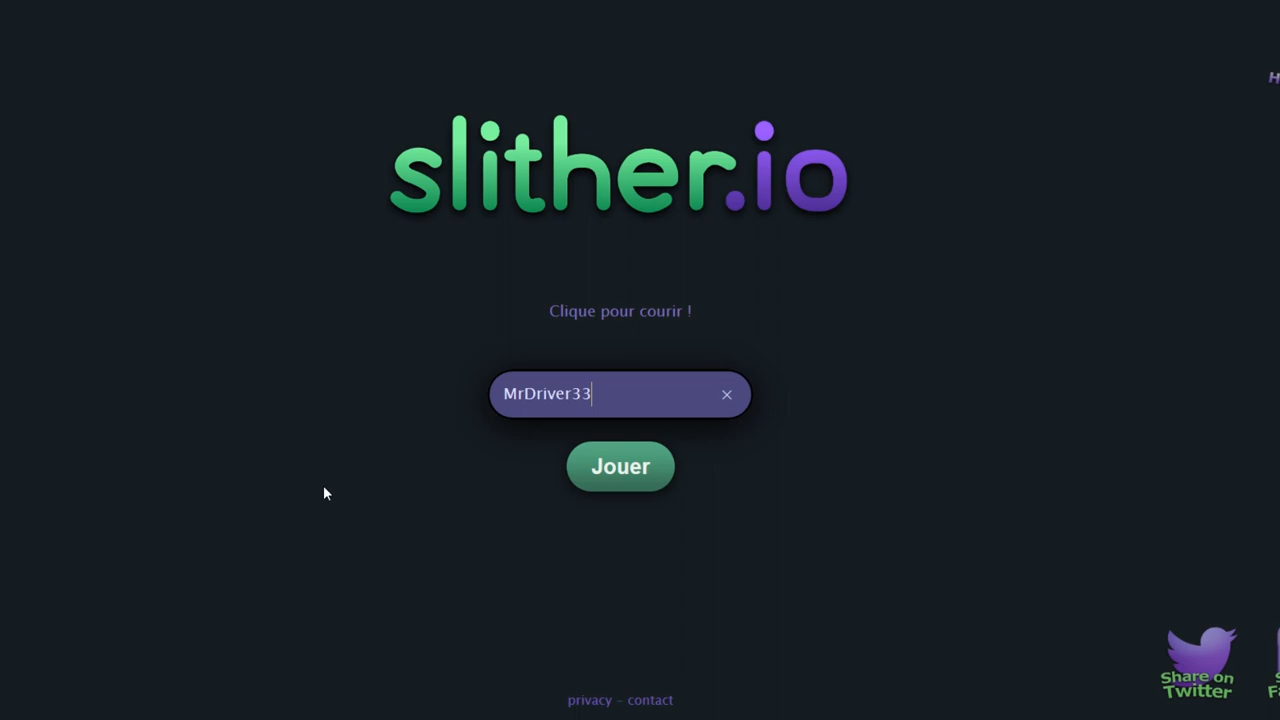 slither.io
Clique pour courir !
MrDriver33
Jouer
privacy - contact
Share on
Twitter